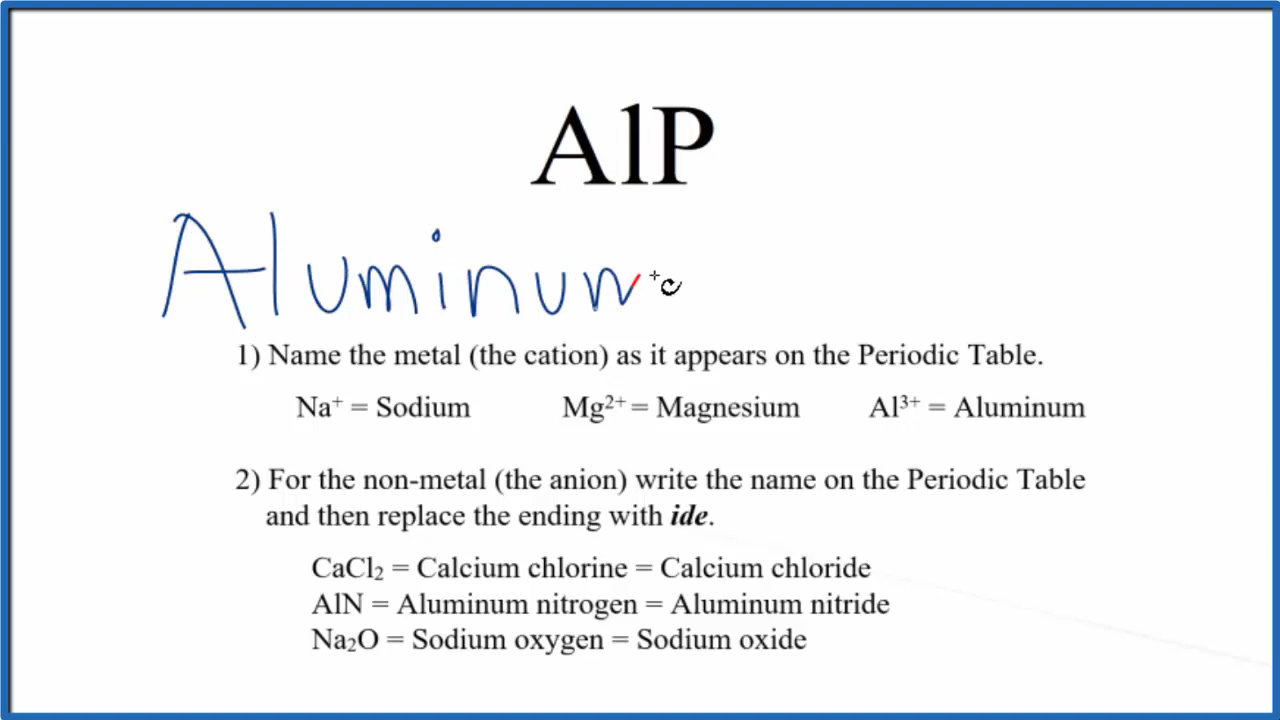 AlP
Aluminum
1) Name the metal (the cation) as it appears on the Periodic Table.
Na⁺ = Sodium Mg²⁺ = Magnesium Al³⁺ = Aluminum
2) For the non-metal (the anion) write the name on the Periodic Table
and then replace the ending with ide.
CaCl₂ = Calcium chlorine = Calcium chloride
AlN = Aluminum nitrogen = Aluminum nitride
Na₂O = Sodium oxygen = Sodium oxide